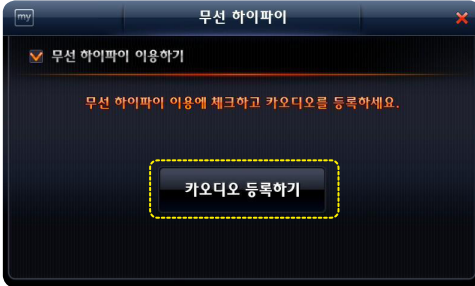 my 무선 하이파이
무선 하이파이 이용하기
무선 하이파이 이용에 체크하고 카오디오를 등록하세요.
카오디오 등록하기